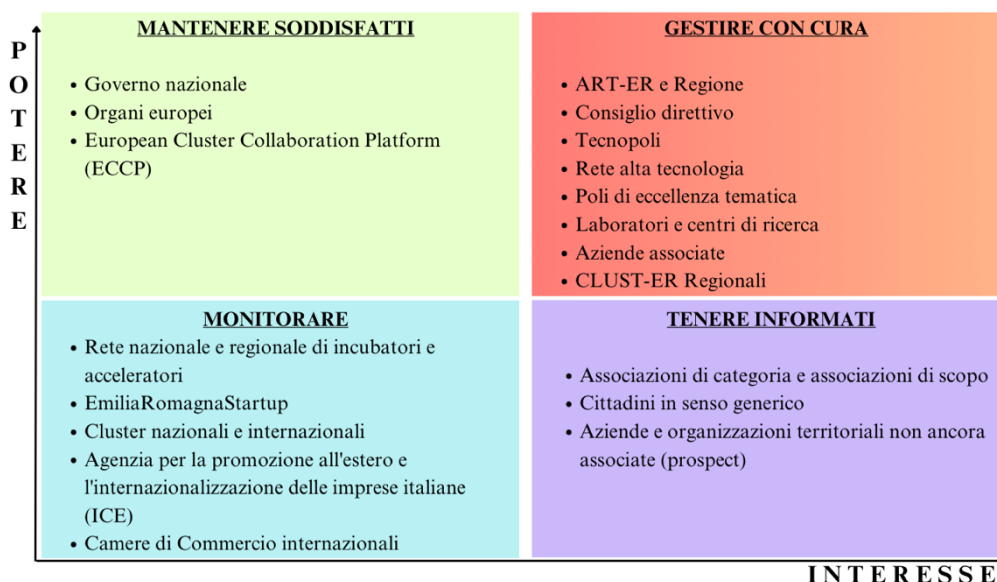 POTERE
MANTENERE SODDISFATTI
• Governo nazionale
• Organi europei
• European Cluster Collaboration Platform
(ECCP)
GESTIRE CON CURA
• ART-ER e Regione
• Consiglio direttivo
• Tecnopoli
• Rete alta tecnologia
• Poli di eccellenza tematica
• Laboratori e centri di ricerca
• Aziende associate
• CLUST-ER Regionali
MONITORARE
• Rete nazionale e regionale di incubatori e
acceleratori
• EmiliaRomagnaStartup
• Cluster nazionali e internazionali
• Agenzia per la promozione all'estero e
l'internazionalizzazione delle imprese italiane
(ICE)
• Camere di Commercio internazionali
TENERE INFORMATI
• Associazioni di categoria e associazioni di scopo
• Cittadini in senso generico
• Aziende e organizzazioni territoriali non ancora
associate (prospect)
INTERESSE